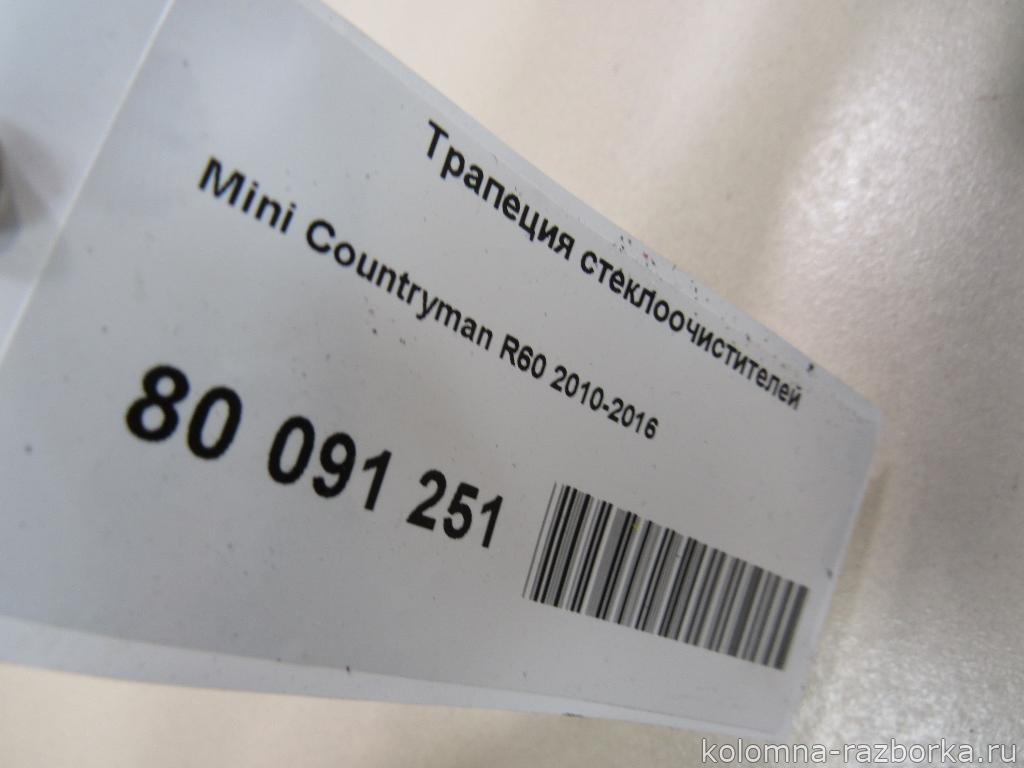 Трапеция стеклоочистителей
Mini Countryman R60 2010-2016
80 091 251
kolomna-razborka.ru